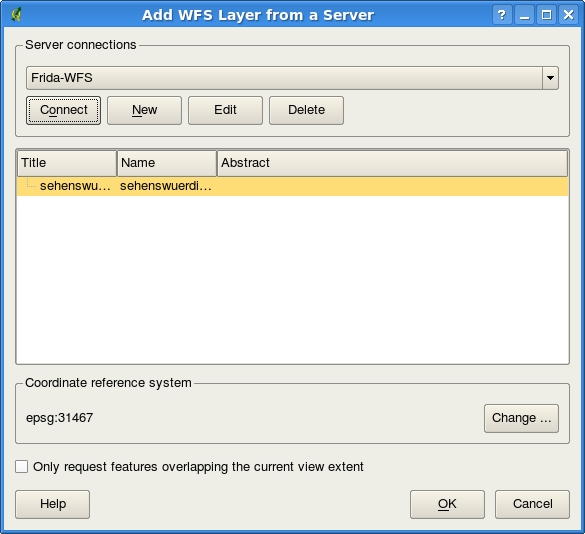 Add WFS Layer from a Server
Server connections
Frida-WFS
Connect New Edit Delete
Title Name Abstract
sehenswu... sehenswuerdi...
Coordinate reference system
epsg:31467 Change ...
Only request features overlapping the current view extent
Help OK Cancel